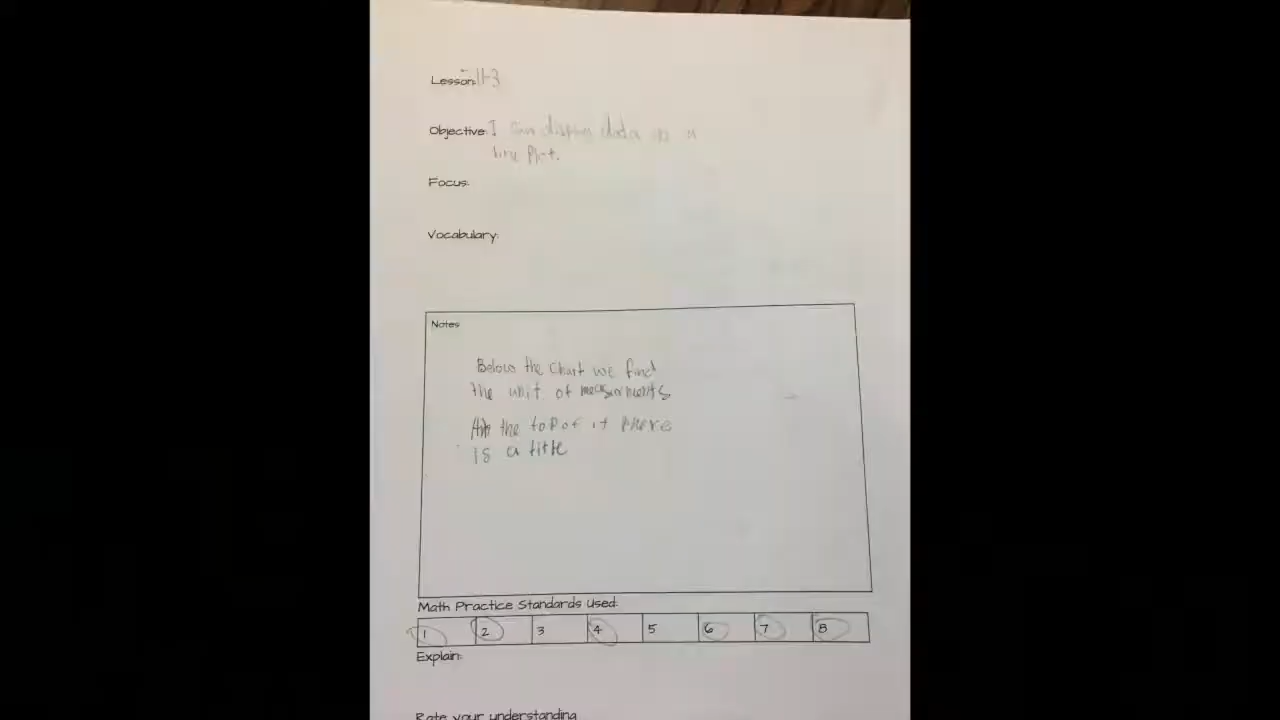 Lesson: 11-3
Objective: I can display data in a
line plot.
Focus:
Vocabulary:
Notes
Below the chart we find
the unit of measurments
At the top of it there
is a title
Math Practice Standards Used:
1 2 3 4 5 6 7 8
Explain:
Rate your understanding